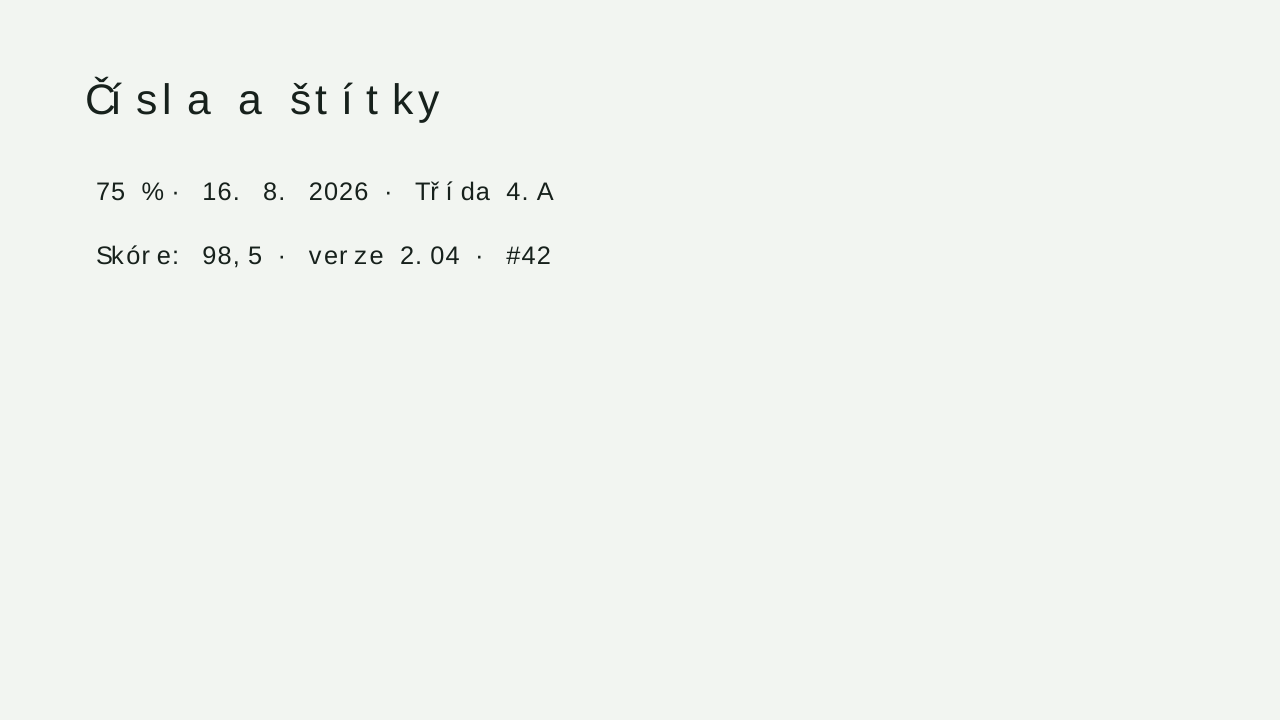 Čísla a štítky
75 % · 16. 8. 2026 · Třída 4. A
Skóre: 98,5 · verze 2.04 · #42